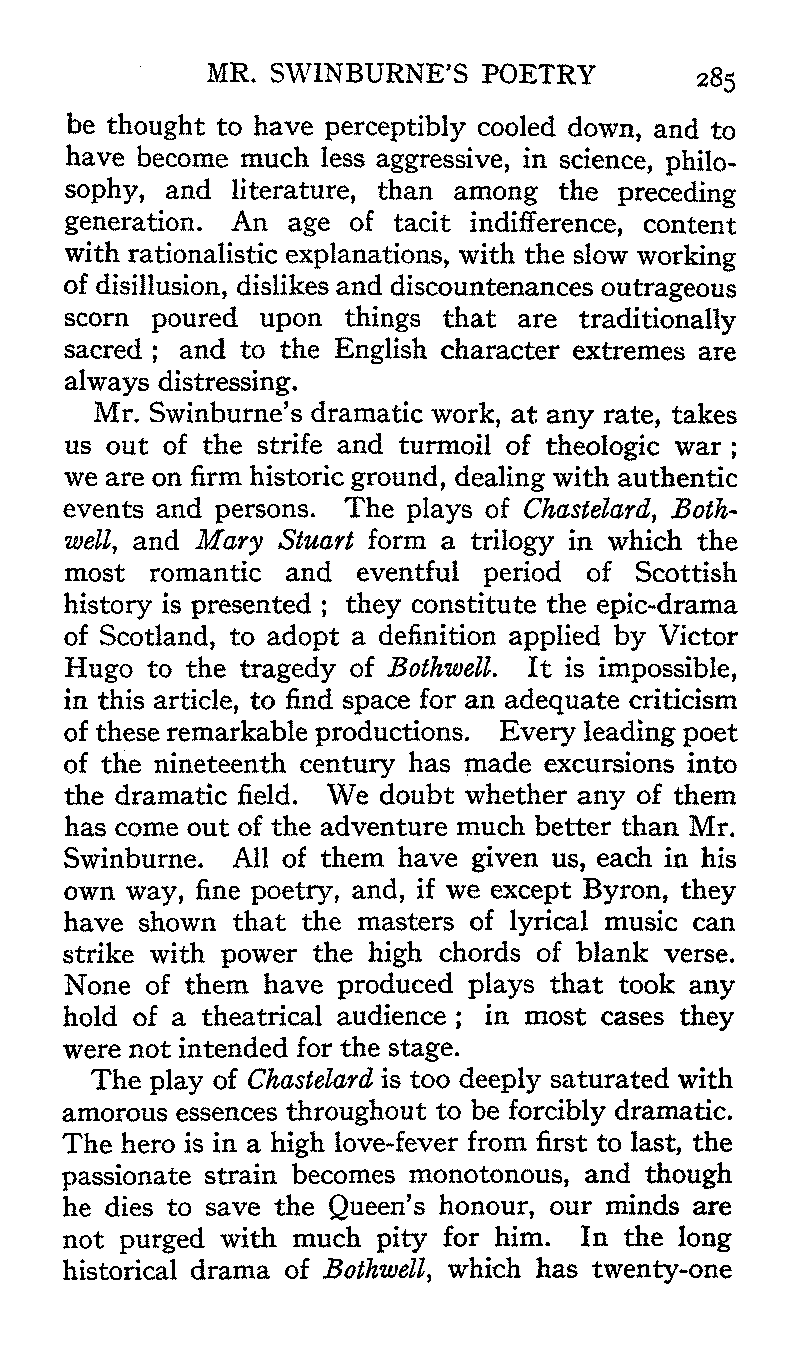 MR. SWINBURNE'S POETRY 285
be thought to have perceptibly cooled down, and to
have become much less aggressive, in science, philo-
sophy, and literature, than among the preceding
generation. An age of tacit indifference, content
with rationalistic explanations, with the slow working
of disillusion, dislikes and discountenances outrageous
scorn poured upon things that are traditionally
sacred ; and to the English character extremes are
always distressing.
Mr. Swinburne's dramatic work, at any rate, takes
us out of the strife and turmoil of theologic war ;
we are on firm historic ground, dealing with authentic
events and persons. The plays of Chastelard, Both-
well, and Mary Stuart form a trilogy in which the
most romantic and eventful period of Scottish
history is presented ; they constitute the epic-drama
of Scotland, to adopt a definition applied by Victor
Hugo to the tragedy of Bothwell. It is impossible,
in this article, to find space for an adequate criticism
of these remarkable productions. Every leading poet
of the nineteenth century has made excursions into
the dramatic field. We doubt whether any of them
has come out of the adventure much better than Mr.
Swinburne. All of them have given us, each in his
own way, fine poetry, and, if we except Byron, they
have shown that the masters of lyrical music can
strike with power the high chords of blank verse.
None of them have produced plays that took any
hold of a theatrical audience ; in most cases they
were not intended for the stage.
The play of Chastelard is too deeply saturated with
amorous essences throughout to be forcibly dramatic.
The hero is in a high love-fever from first to last, the
passionate strain becomes monotonous, and though
he dies to save the Queen's honour, our minds are
not purged with much pity for him. In the long
historical drama of Bothwell, which has twenty-one